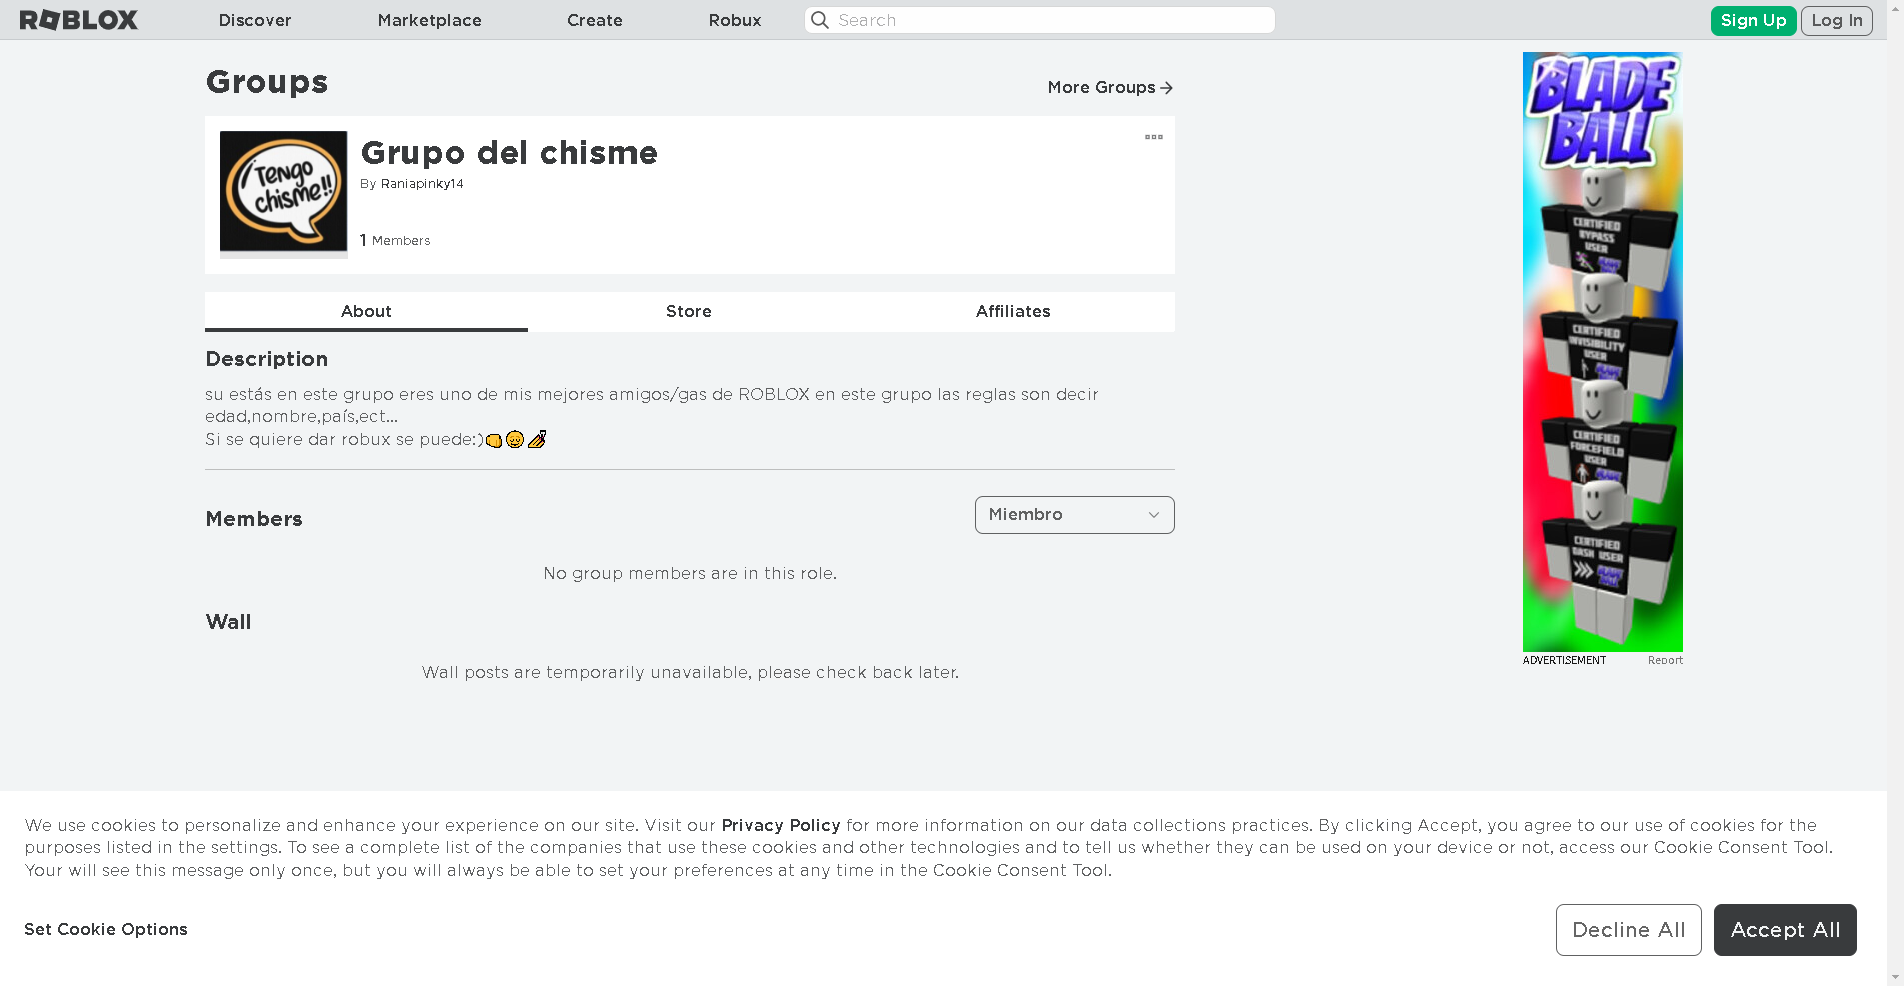 ROBLOX Discover Marketplace Create Robux Search Sign Up Log In
Groups
More Groups
¡Tengo
chisme!!
Grupo del chisme
By Raniapinky14
1 Members
About Store Affiliates
Description
su estás en este grupo eres uno de mis mejores amigos/gas de ROBLOX en este grupo las reglas son decir
edad,nombre,país,ect...
Si se quiere dar robux se puede:)👊😌💅
Members
Miembro
No group members are in this role.
Wall
Wall posts are temporarily unavailable, please check back later.
BLADE
BALL
CERTIFIED
BYPASS
USER
BLADE BALL
CERTIFIED
INVISIBILITY
USER
BLADE BALL
CERTIFIED
FORCEFIELD
USER
BLADE BALL
CERTIFIED
DASH USER
BLADE BALL
ADVERTISEMENT Report
We use cookies to personalize and enhance your experience on our site. Visit our Privacy Policy for more information on our data collections practices. By clicking Accept, you agree to our use of cookies for the
purposes listed in the settings. To see a complete list of the companies that use these cookies and other technologies and to tell us whether they can be used on your device or not, access our Cookie Consent Tool.
Your will see this message only once, but you will always be able to set your preferences at any time in the Cookie Consent Tool.
Set Cookie Options
Decline All
Accept All